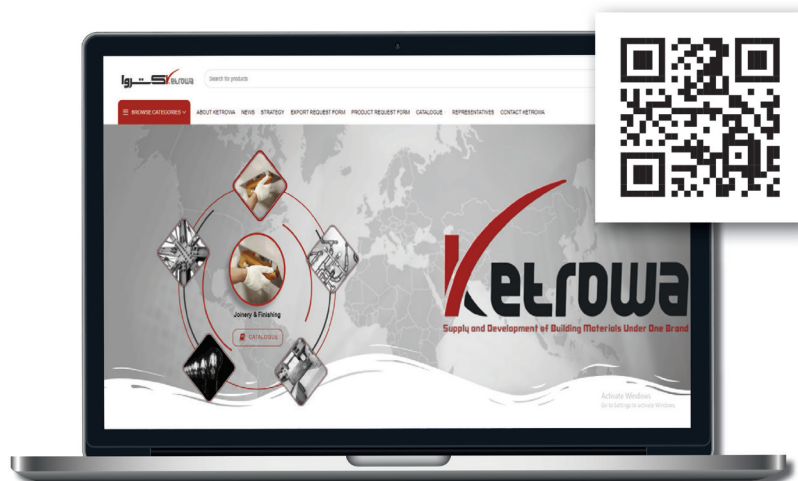 كتروا Ketrowa
Search for products
BROWSE CATEGORIES
ABOUT KETROWA NEWS STRATEGY EXPORT REQUEST FORM PRODUCT REQUEST FORM CATALOGUE REPRESENTATIVES CONTACT KETROWA
Joinery & Finishing
CATALOGUE
Ketrowa
Supply and Development of Building Materials Under One Brand
Activate Windows
Go to Settings to activate Windows.